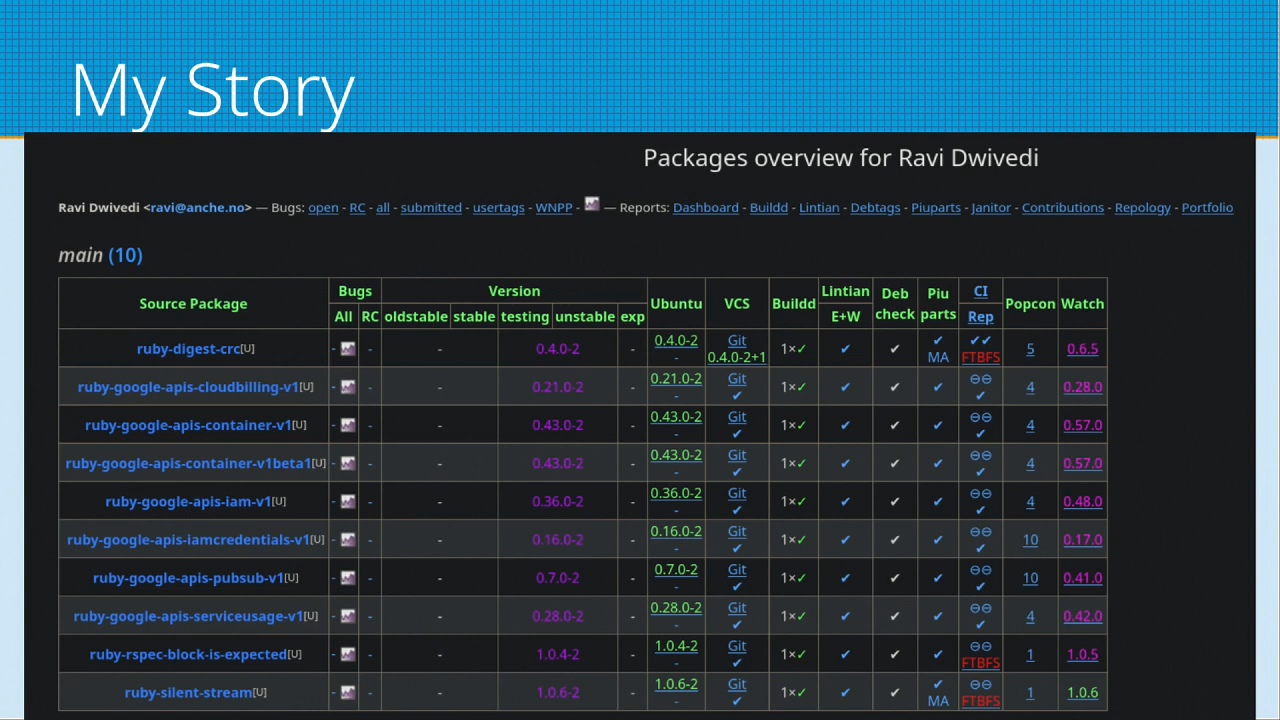 My Story
Packages overview for Ravi Dwivedi
Ravi Dwivedi <ravi@anche.no> — Bugs: open - RC - all - submitted - usertags - WNPP - — Reports: Dashboard - Buildd - Lintian - Debtags - Piuparts - Janitor - Contributions - Repology - Portfolio
main (10)
Source Package Bugs Version Ubuntu VCS Buildd Lintian Deb check Piu parts CI Popcon Watch
All RC oldstable stable testing unstable exp E+W Rep
ruby-digest-crc[U] - - - 0.4.0-2 - 0.4.0-2 - Git 0.4.0-2+1 1×✓ ✔ ✔ ✔ MA ✔✔ FTBFS 5 0.6.5
ruby-google-apis-cloudbilling-v1[U] - - - 0.21.0-2 - 0.21.0-2 - Git ✔ 1×✓ ✔ ✔ ✔ ⊖⊖ ✔ 4 0.28.0
ruby-google-apis-container-v1[U] - - - 0.43.0-2 - 0.43.0-2 - Git ✔ 1×✓ ✔ ✔ ✔ ⊖⊖ ✔ 4 0.57.0
ruby-google-apis-container-v1beta1[U] - - - 0.43.0-2 - 0.43.0-2 - Git ✔ 1×✓ ✔ ✔ ✔ ⊖⊖ ✔ 4 0.57.0
ruby-google-apis-iam-v1[U] - - - 0.36.0-2 - 0.36.0-2 - Git ✔ 1×✓ ✔ ✔ ✔ ⊖⊖ ✔ 4 0.48.0
ruby-google-apis-iamcredentials-v1[U] - - - 0.16.0-2 - 0.16.0-2 - Git ✔ 1×✓ ✔ ✔ ✔ ⊖⊖ ✔ 10 0.17.0
ruby-google-apis-pubsub-v1[U] - - - 0.7.0-2 - 0.7.0-2 - Git ✔ 1×✓ ✔ ✔ ✔ ⊖⊖ ✔ 10 0.41.0
ruby-google-apis-serviceusage-v1[U] - - - 0.28.0-2 - 0.28.0-2 - Git ✔ 1×✓ ✔ ✔ ✔ ⊖⊖ ✔ 4 0.42.0
ruby-rspec-block-is-expected[U] - - - 1.0.4-2 - 1.0.4-2 - Git ✔ 1×✓ ✔ ✔ ✔ ⊖⊖ FTBFS 1 1.0.5
ruby-silent-stream[U] - - - 1.0.6-2 - 1.0.6-2 - Git ✔ 1×✓ ✔ ✔ ✔ MA ⊖⊖ FTBFS 1 1.0.6